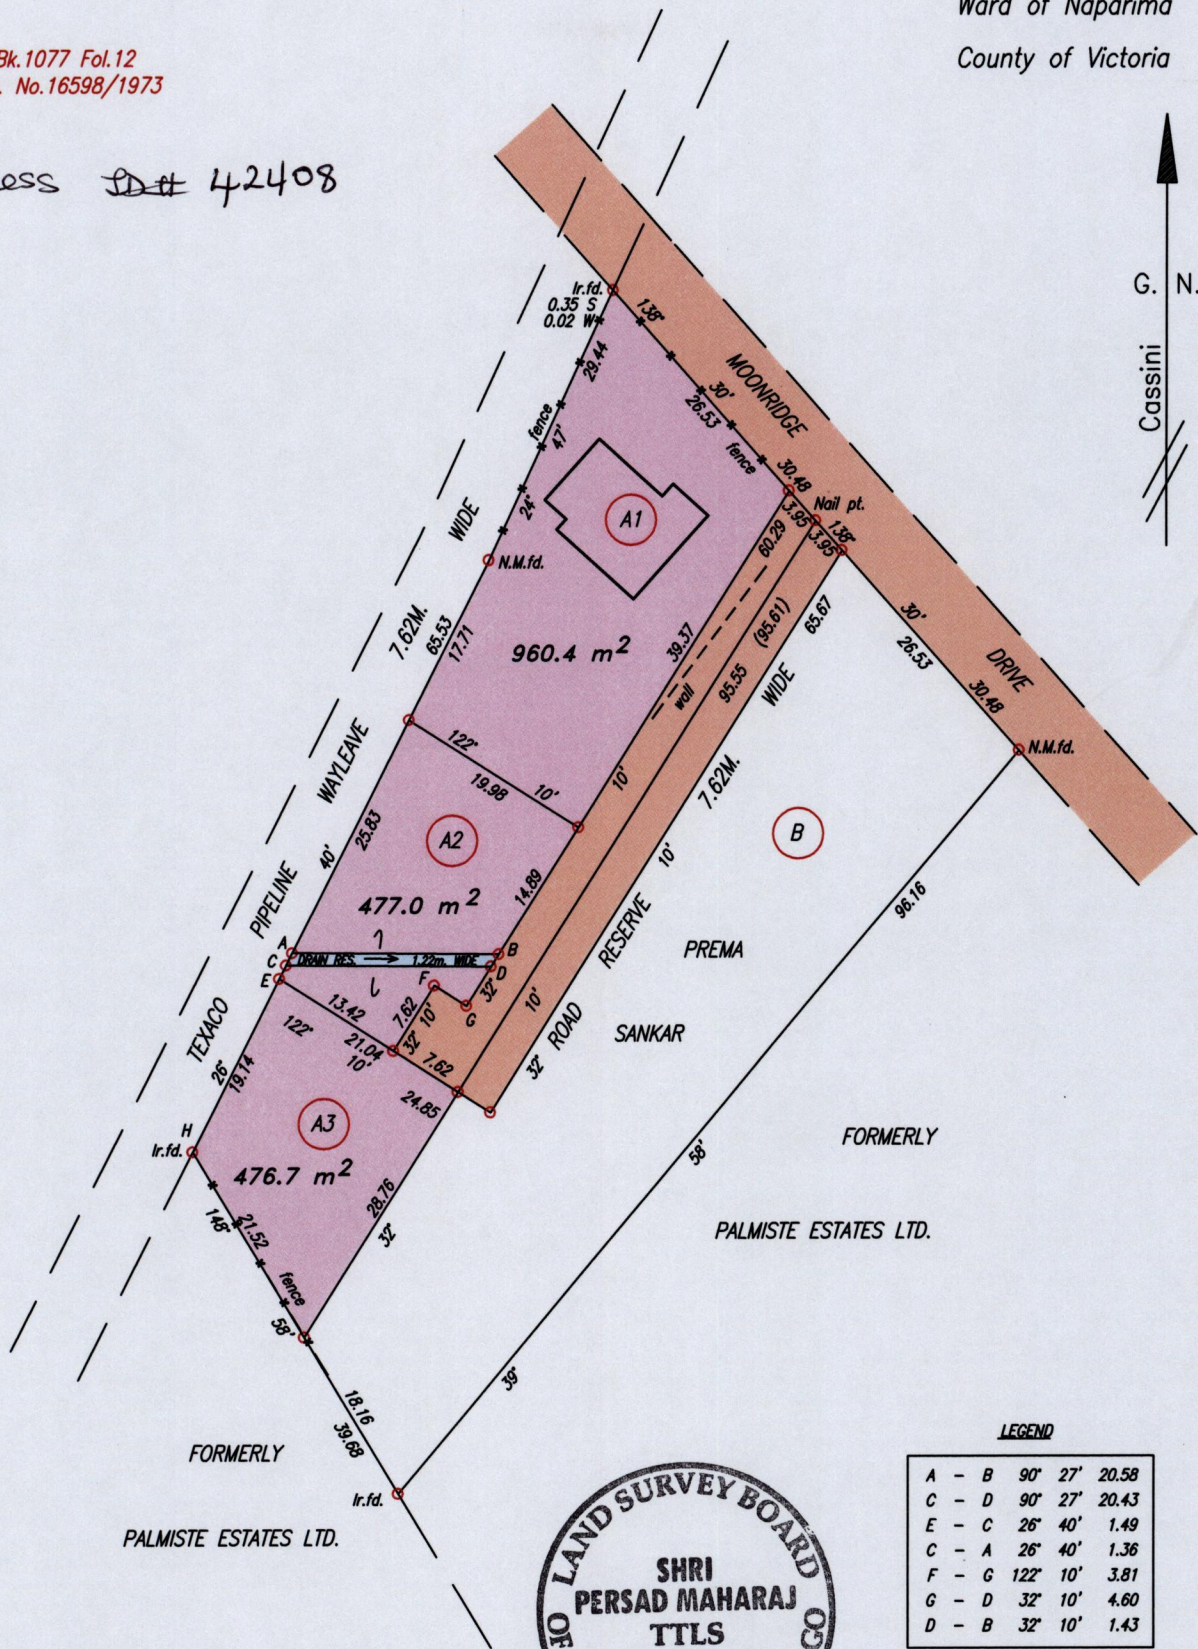 Ward of Naparima
County of Victoria
Bk.1077 Fol.12
No.16598/1973
42408
G. N.
Cassini
Ir.fd.
0.35 S
0.02 W
138°
30'
26.53
fence
30.48
MOONRIDGE
DRIVE
29.44
fence
47'
24°
N.M.fd.
A1
960.4 m²
Nail pt.
3.95
3.95
138°
30'
26.53
30.48
N.M.fd.
60.29
39.37
10'
wall
(95.61)
95.55
10'
65.67
7.62M.
WIDE
10'
RESERVE
ROAD
32°
TEXACO
PIPELINE
WAYLEAVE
7.62M.
WIDE
65.53
17.71
122°
19.98
10'
A2
477.0 m²
25.83
40'
14.89
A
B
C
DRAIN RES.
1.22m. WIDE
D
E
F
G
32°
13.42
122°
21.04
10'
7.62
10'
32°
7.62
24.85
26°
19.14
H
Ir.fd.
A3
476.7 m²
148°
21.52
fence
58'
28.76
32°
B
PREMA
SANKAR
96.16
58'
39°
FORMERLY
PALMISTE ESTATES LTD.
18.16
39.68
Ir.fd.
FORMERLY
PALMISTE ESTATES LTD.
LAND SURVEY BOARD
SHRI
PERSAD MAHARAJ
TTLS
LEGEND
A - B 90° 27' 20.58
C - D 90° 27' 20.43
E - C 26° 40' 1.49
C - A 26° 40' 1.36
F - G 122° 10' 3.81
G - D 32° 10' 4.60
D - B 32° 10' 1.43